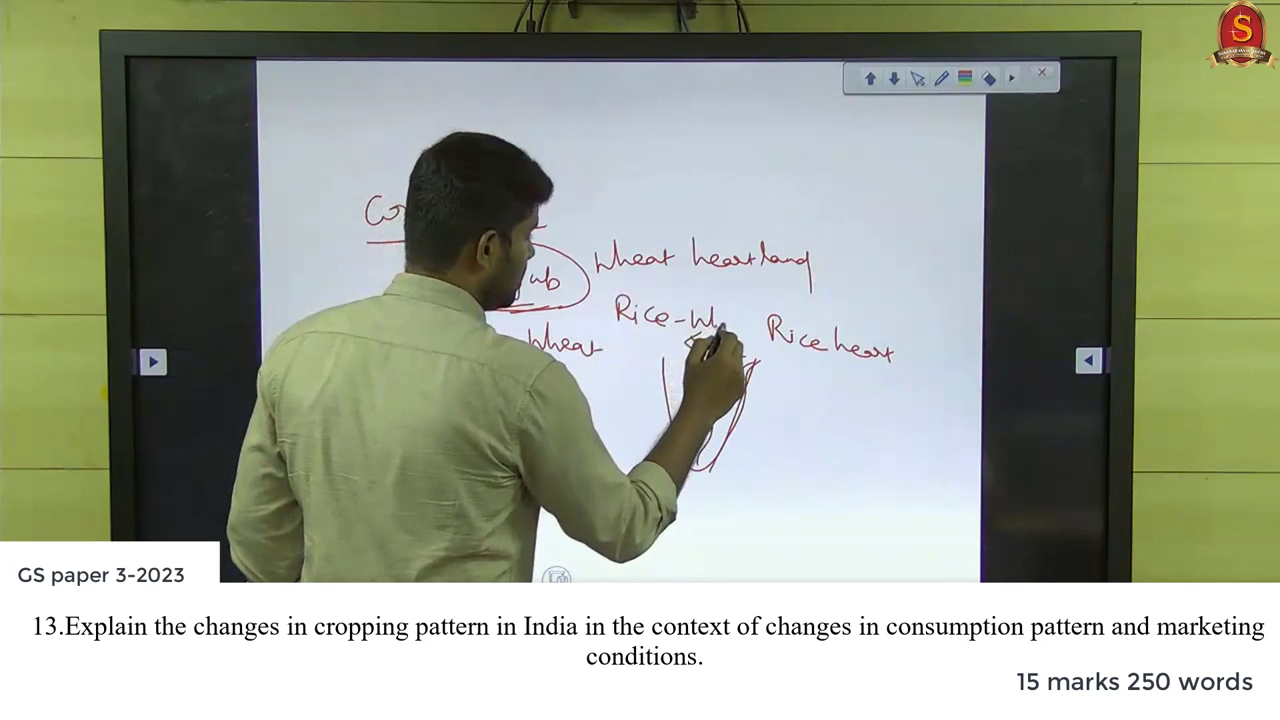 S
Wheat heartland
Rice-
Rice heart
Wheat
GS paper 3-2023
13.Explain the changes in cropping pattern in India in the context of changes in consumption pattern and marketing
conditions.
15 marks 250 words